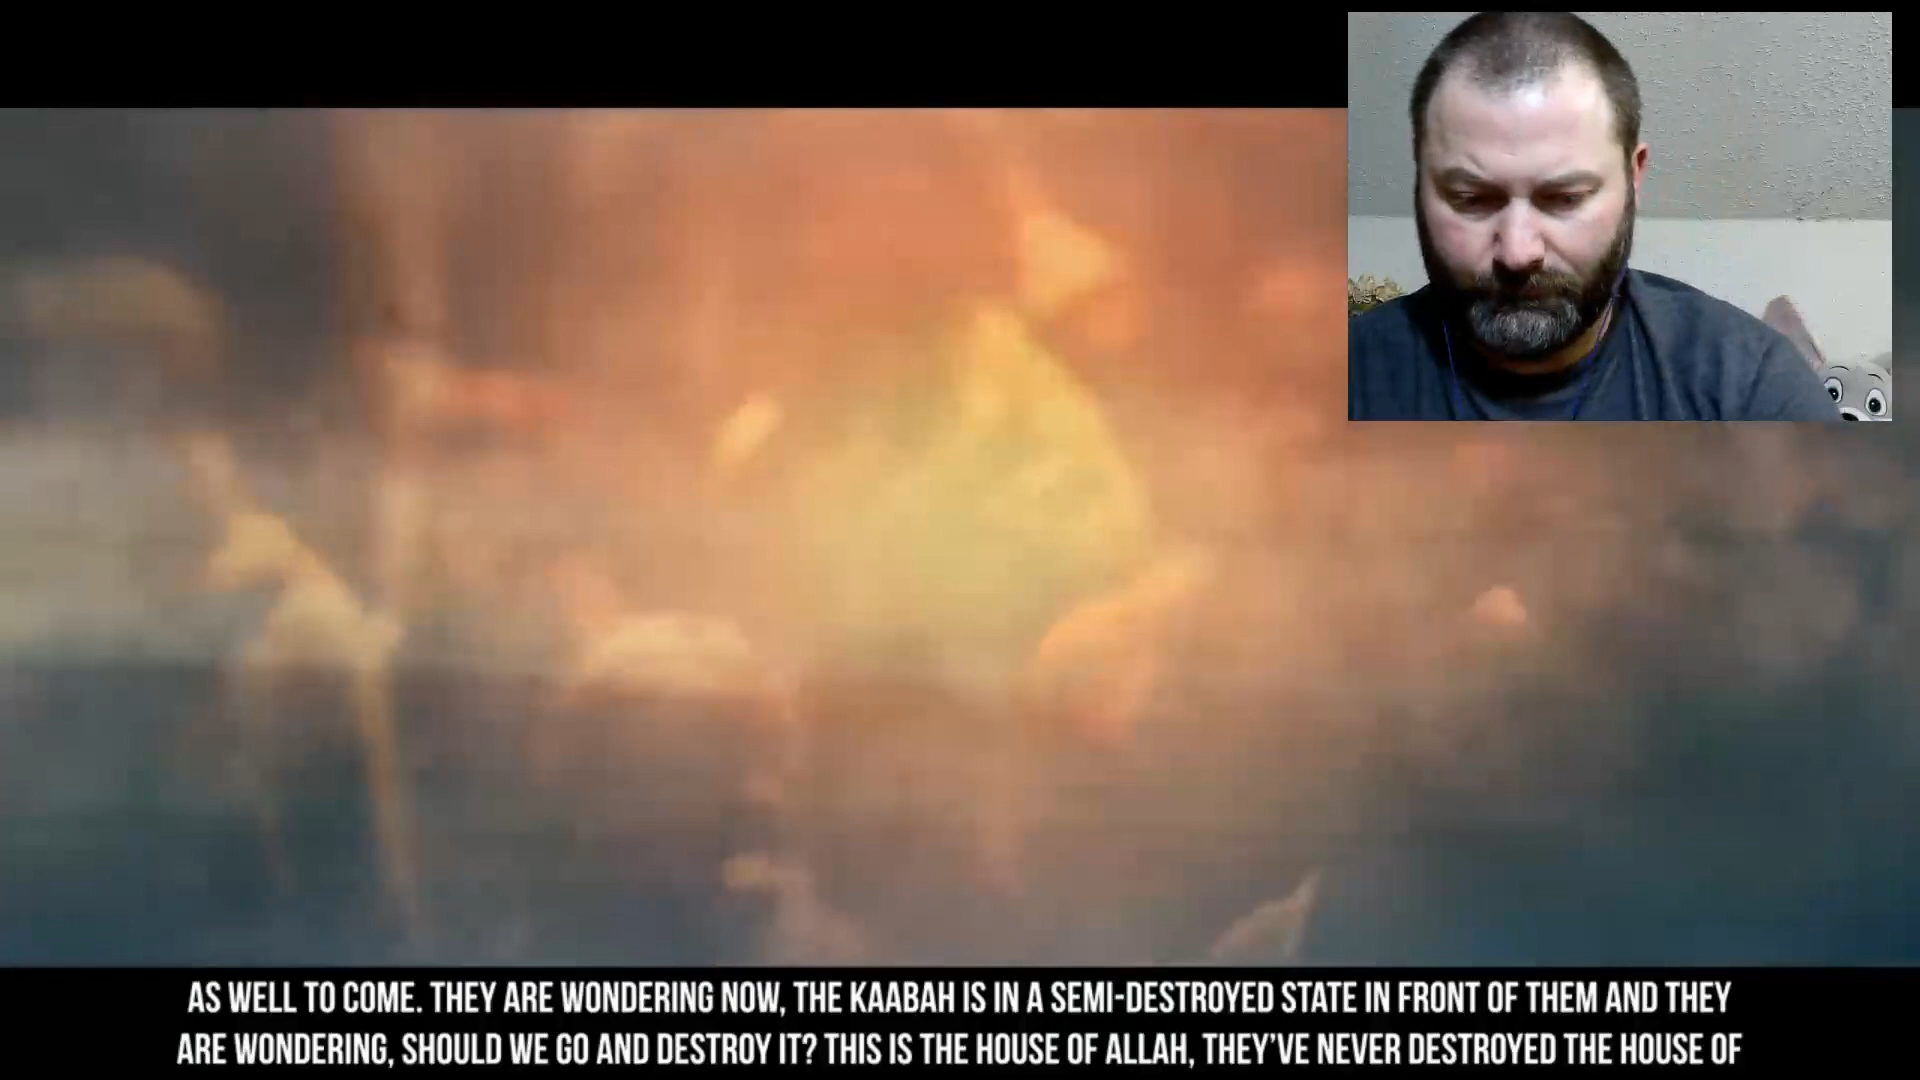 AS WELL TO COME. THEY ARE WONDERING NOW, THE KAABAH IS IN A SEMI-DESTROYED STATE IN FRONT OF THEM AND THEY
ARE WONDERING, SHOULD WE GO AND DESTROY IT? THIS IS THE HOUSE OF ALLAH, THEY'VE NEVER DESTROYED THE HOUSE OF